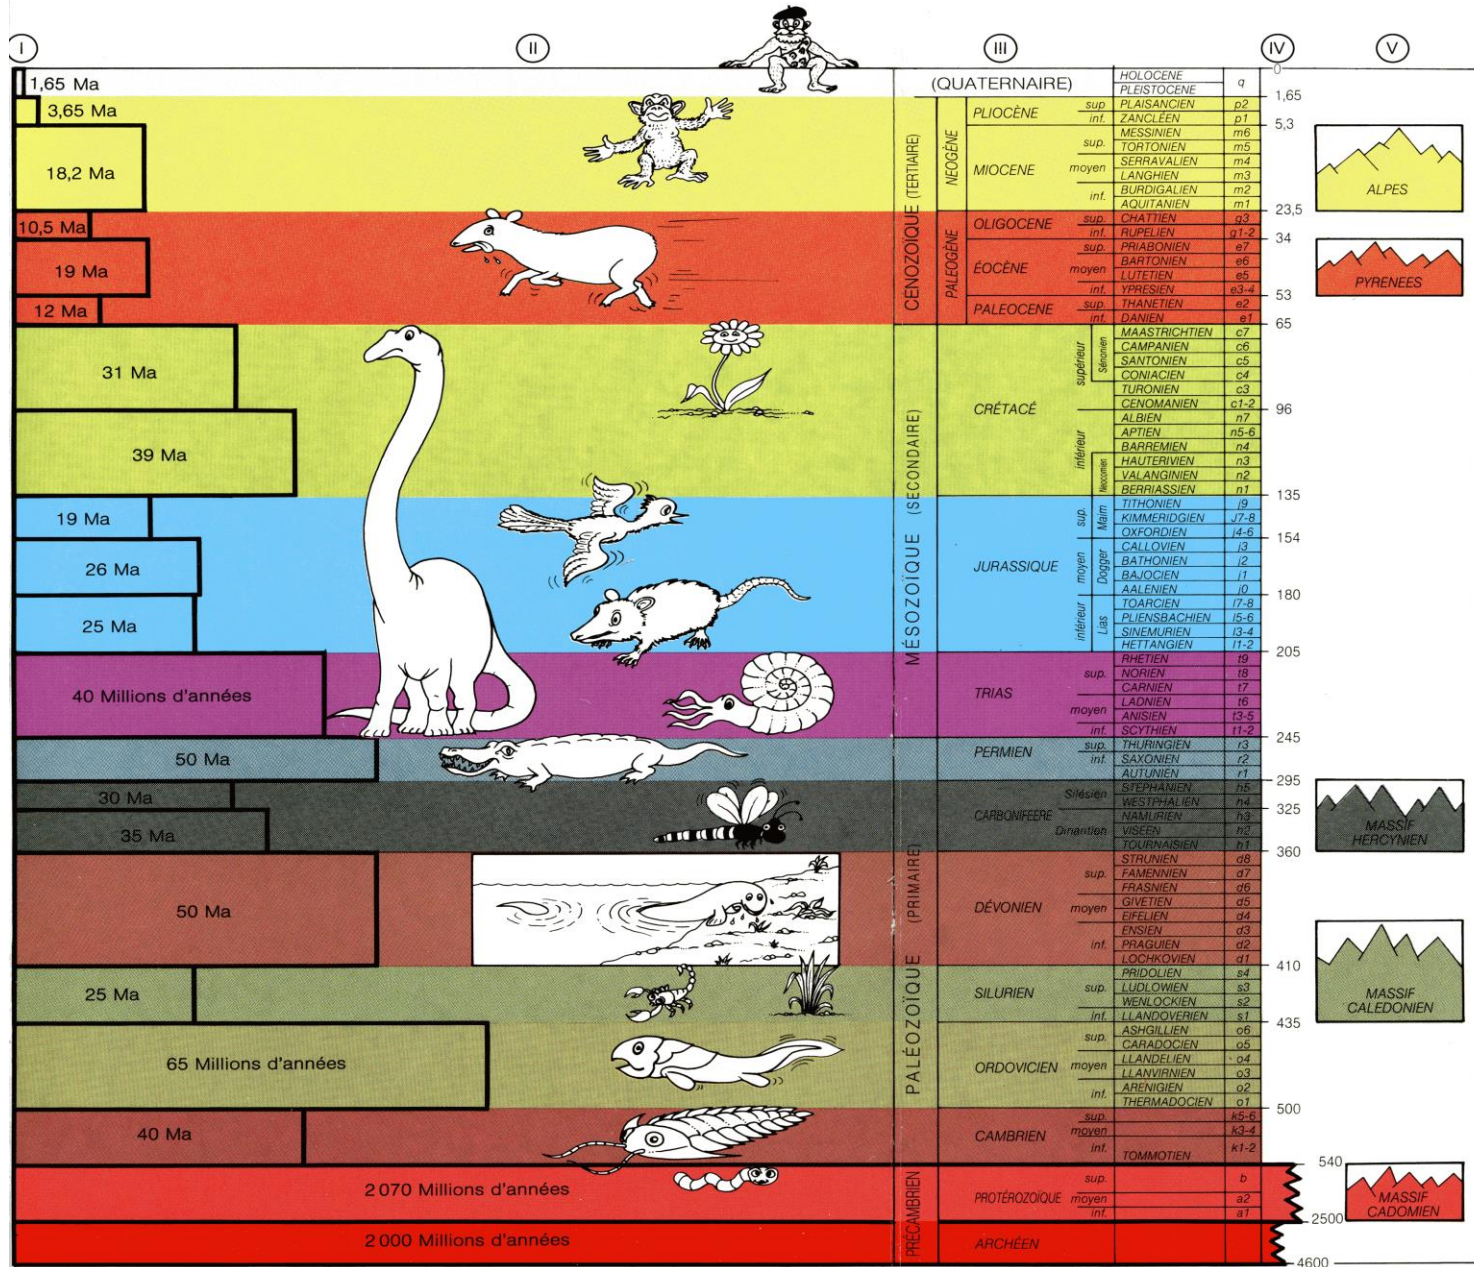 I II III IV V
0
1,65 Ma (QUATERNAIRE) HOLOCENE q
PLEISTOCENE 1,65
3,65 Ma PLIOCÈNE sup PLAISANCIEN p2
inf. ZANCLÉEN p1 5,3
18,2 Ma MIOCENE sup. MESSINIEN m6
TORTONIEN m5
moyen SERRAVALIEN m4
LANGHIEN m3
inf. BURDIGALIEN m2
AQUITANIEN m1 23,5
NEOGÈNE
ALPES
10,5 Ma OLIGOCENE sup. CHATTIEN g3
inf. RUPELIEN g1-2 34
19 Ma ÉOCÈNE sup. PRIABONIEN e7
moyen BARTONIEN e6
LUTETIEN e5
inf. YPRESIEN e3-4 53
12 Ma PALEOCENE sup. THANETIEN e2
inf. DANIEN e1 65
PALEOGÈNE
CÉNOZOÏQUE (TERTIAIRE)
PYRENEES
31 Ma CRÉTACÉ supérieur Sénonien MAASTRICHTIEN c7
CAMPANIEN c6
SANTONIEN c5
CONIACIEN c4
TURONIEN c3
CENOMANIEN c1-2 96
39 Ma inférieur ALBIEN n7
APTIEN n5-6
BARREMIEN n4
Neocomien HAUTERIVIEN n3
VALANGINIEN n2
BERRIASSIEN n1 135
19 Ma JURASSIQUE sup. Malm TITHONIEN j9
KIMMERIDGIEN J7-8
OXFORDIEN j4-6 154
26 Ma moyen Dogger CALLOVIEN j3
BATHONIEN j2
BAJOCIEN j1
AALENIEN j0 180
25 Ma inférieur Lias TOARCIEN l7-8
PLIENSBACHIEN l5-6
SINEMURIEN l3-4
HETTANGIEN l1-2 205
40 Millions d'années TRIAS sup. RHETIEN t9
NORIEN t8
CARNIEN t7
moyen LADNIEN t6
ANISIEN t3-5
inf. SCYTHIEN t1-2 245
MÉSOZOÏQUE (SECONDAIRE)
50 Ma PERMIEN sup. THURINGIEN r3
inf. SAXONIEN r2
AUTUNIEN r1 295
30 Ma CARBONIFEERE Silésien STEPHANIEN h5
WESTPHALIEN h4 325
35 Ma NAMURIEN h3
Dinantien VISEEN h2
TOURNAISIEN h1 360
MASSIF
HERCYNIEN
50 Ma DÉVONIEN sup. STRUNIEN d8
FAMENNIEN d7
FRASNIEN d6
moyen GIVETIEN d5
EIFELIEN d4
inf. ENSIEN d3
PRAGUIEN d2
LOCHKOVIEN d1 410
25 Ma SILURIEN sup. PRIDOLIEN s4
LUDLOWIEN s3
WENLOCKIEN s2
inf. LLANDOVERIEN s1 435
MASSIF
CALEDONIEN
65 Millions d'années ORDOVICIEN sup. ASHGILLIEN o6
CARADOCIEN o5
moyen LLANDELIEN o4
LLANVIRNIEN o3
inf. ARENIGIEN o2
THERMADOCIEN o1 500
40 Ma CAMBRIEN sup. k5-6
moyen k3-4
inf. TOMMOTIEN k1-2 540
PALÉOZOÏQUE (PRIMAIRE)
2 070 Millions d'années PROTÉROZOÏQUE sup. b
moyen a2
inf. a1 2500
MASSIF
CADOMIEN
2 000 Millions d'années ARCHÉEN 4600
PRÉCAMBRIEN